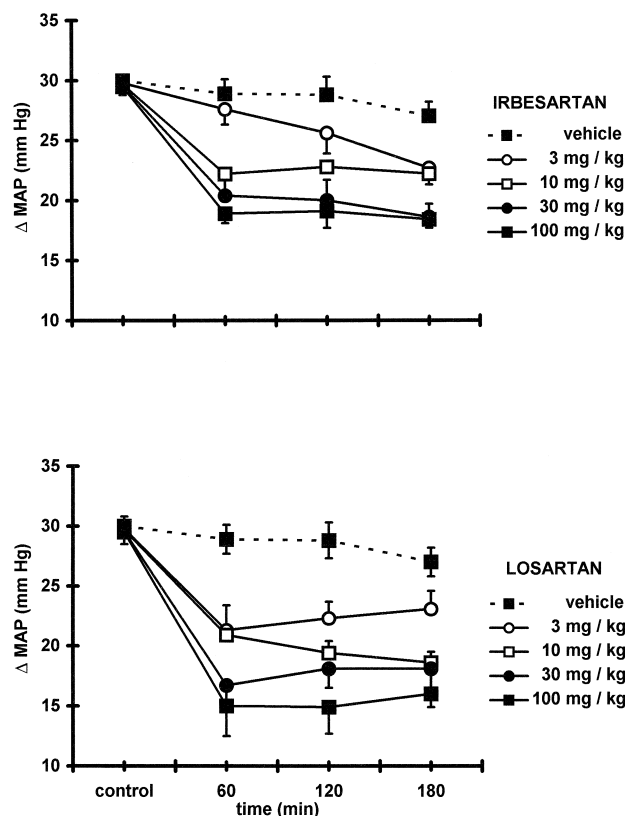 35
30
25
20
15
10
Δ MAP (mm Hg)
IRBESARTAN
vehicle
3 mg / kg
10 mg / kg
30 mg / kg
100 mg / kg
35
30
25
20
15
10
Δ MAP (mm Hg)
LOSARTAN
vehicle
3 mg / kg
10 mg / kg
30 mg / kg
100 mg / kg
control 60 120 180
time (min)